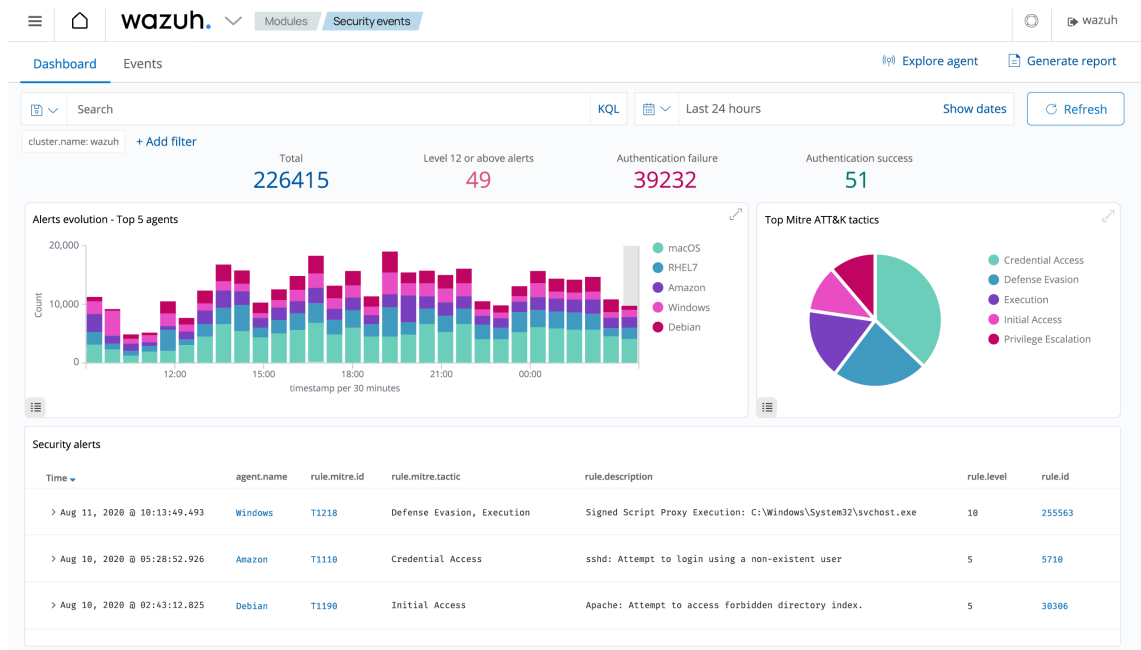 wazuh. Modules Security events wazuh
Dashboard Events Explore agent Generate report
Search KQL Last 24 hours Show dates Refresh
cluster.name: wazuh + Add filter
Total Level 12 or above alerts Authentication failure Authentication success
226415 49 39232 51
Alerts evolution - Top 5 agents
20,000
10,000
0
Count
12:00 15:00 18:00 21:00 00:00
timestamp per 30 minutes
macOS
RHEL7
Amazon
Windows
Debian
Top Mitre ATT&K tactics
Credential Access
Defense Evasion
Execution
Initial Access
Privilege Escalation
Security alerts
Time agent.name rule.mitre.id rule.mitre.tactic rule.description rule.level rule.id
Aug 11, 2020 @ 10:13:49.493 Windows T1218 Defense Evasion, Execution Signed Script Proxy Execution: C:\Windows\System32\svchost.exe 10 255563
Aug 10, 2020 @ 05:28:52.926 Amazon T1110 Credential Access sshd: Attempt to login using a non-existent user 5 5710
Aug 10, 2020 @ 02:43:12.825 Debian T1190 Initial Access Apache: Attempt to access forbidden directory index. 5 30306